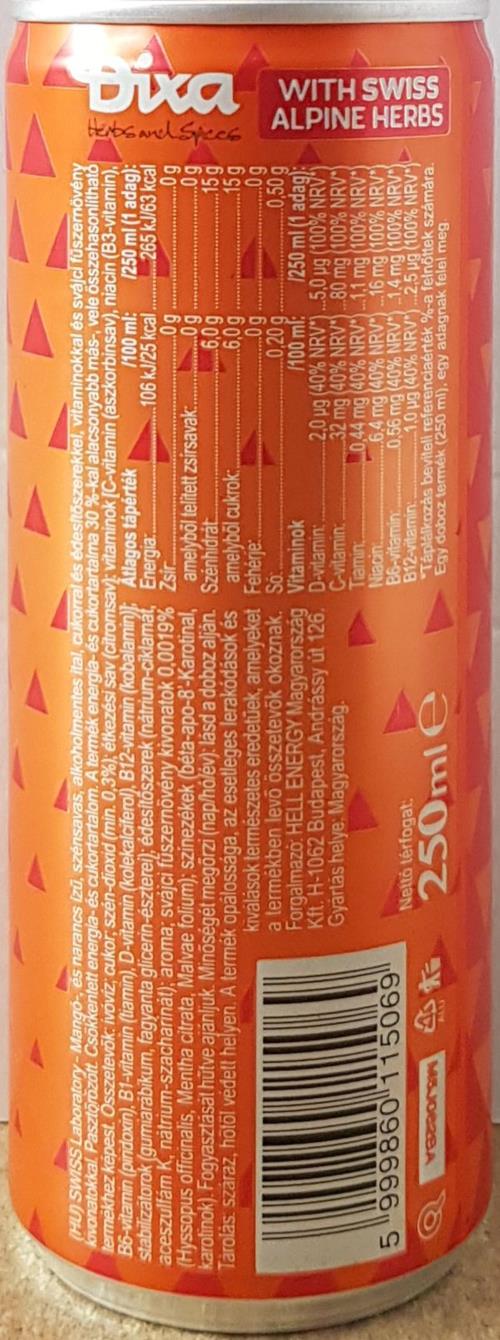 Dixa
Herbs and Spices
WITH SWISS
ALPINE HERBS
(HU) SWISS Laboratory - Mangó-, és narancs ízű, szénsavas, alkoholmentes ital, cukorral és édesítőszerekkel, vitaminokkal és svájci fűszernövény
kivonatokkal. Pasztőrözött. Csökkentett energia- és cukortartalom. A termék energia- és cukortartalma 30 %-kal alacsonyabb más-, vele összehasonlítható
termékhez képest. Összetevők: ivóvíz; cukor; szén-dioxid (min. 0,3%); étkezési sav (citromsav); vitaminok [C-vitamin (aszkorbinsav), niacin (B3-vitamin),
B6-vitamin (piridoxin), B1-vitamin (tiamin), D-vitamin (kolekalciferol), B12-vitamin (kobalamin)];
stabilizátorok (gumiarábikum, fagyanta glicerin-észterei); édesítőszerek (nátrium-ciklamát,
aceszulfám K, nátrium-szacharinát); aroma; svájci fűszernövény kivonatok 0,0019%
(Hyssopus officinalis, Mentha citrata, Malvae folium); színezékek (béta-apo-8'-Karotinal,
karotinok). Fogyasztását hűtve ajánljuk. Minőségét megőrzi (nap/hó/év): lásd a doboz alján.
Tárolás: száraz, hőtől védett helyen. A termék opálossága, az esetleges lerakódások és
kiválások természetes eredetűek, amelyeket
a termékben levő összetevők okoznak.
Forgalmazó: HELL ENERGY Magyarország
Kft. H-1062 Budapest, Andrássy út 126.
Gyártás helye: Magyarország.
Átlagos tápérték /100 ml: /250 ml (1 adag):
Energia: 106 kJ/25 kcal 265 kJ/63 kcal
Zsír 0 g 0 g
amelyből telített zsírsavak: 0 g 0 g
Szénhidrát 6,0 g 15 g
amelyből cukrok: 6,0 g 15 g
Fehérje: 0 g 0 g
Só: 0,20 g 0,50 g
Vitaminok /100 ml: /250 ml (1 adag):
D-vitamin: 2,0 µg (40% NRV*) 5,0 µg (100% NRV*)
C-vitamin: 32 mg (40% NRV*) 80 mg (100% NRV*)
Tiamin: 0,44 mg (40% NRV*) 1,1 mg (100% NRV*)
Niacin: 6,4 mg (40% NRV*) 16 mg (100% NRV*)
B6-vitamin: 0,56 mg (40% NRV*) 1,4 mg (100% NRV*)
B12-vitamin: 1,0 µg (40% NRV*) 2,5 µg (100% NRV*)
*Táplálkozás beviteli referenciaérték %-a felnőttek számára.
Egy doboz termék (250 ml), egy adagnak felel meg.
Nettó térfogat:
250 ml e
5 999860 115069
ALU
VISSZAVÁLTHATÓ